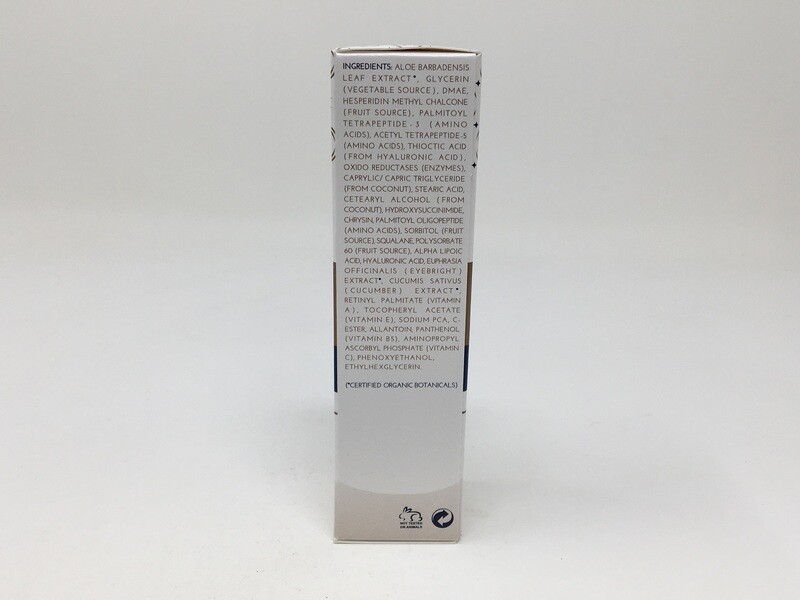 INGREDIENTS: ALOE BARBADENSIS
LEAF EXTRACT*, GLYCERIN
(VEGETABLE SOURCE), DMAE,
HESPERIDIN METHYL CHALCONE
(FRUIT SOURCE), PALMITOYL
TETRAPEPTIDE-3 (AMINO
ACIDS), ACETYL TETRAPEPTIDE-5
(AMINO ACIDS), THIOCTIC ACID
(FROM HYALURONIC ACID),
OXIDO REDUCTASES (ENZYMES),
CAPRYLIC/ CAPRIC TRIGLYCERIDE
(FROM COCONUT), STEARIC ACID,
CETEARYL ALCOHOL (FROM
COCONUT), HYDROXYSUCCINIMIDE,
CHRYSIN, PALMITOYL OLIGOPEPTIDE
(AMINO ACIDS), SORBITOL (FRUIT
SOURCE), SQUALANE, POLYSORBATE
60 (FRUIT SOURCE), ALPHA LIPOIC
ACID, HYALURONIC ACID, EUPHRASIA
OFFICINALIS (EYEBRIGHT)
EXTRACT*, CUCUMIS SATIVUS
(CUCUMBER) EXTRACT*,
RETINYL PALMITATE (VITAMIN
A), TOCOPHERYL ACETATE
(VITAMIN E), SODIUM PCA, C-
ESTER, ALLANTOIN, PANTHENOL
(VITAMIN B5), AMINOPROPYL
ASCORBYL PHOSPHATE (VITAMIN
C), PHENOXYETHANOL,
ETHYLHEXGLYCERIN.
(*CERTIFIED ORGANIC BOTANICALS)
NOT TESTED
ON ANIMALS